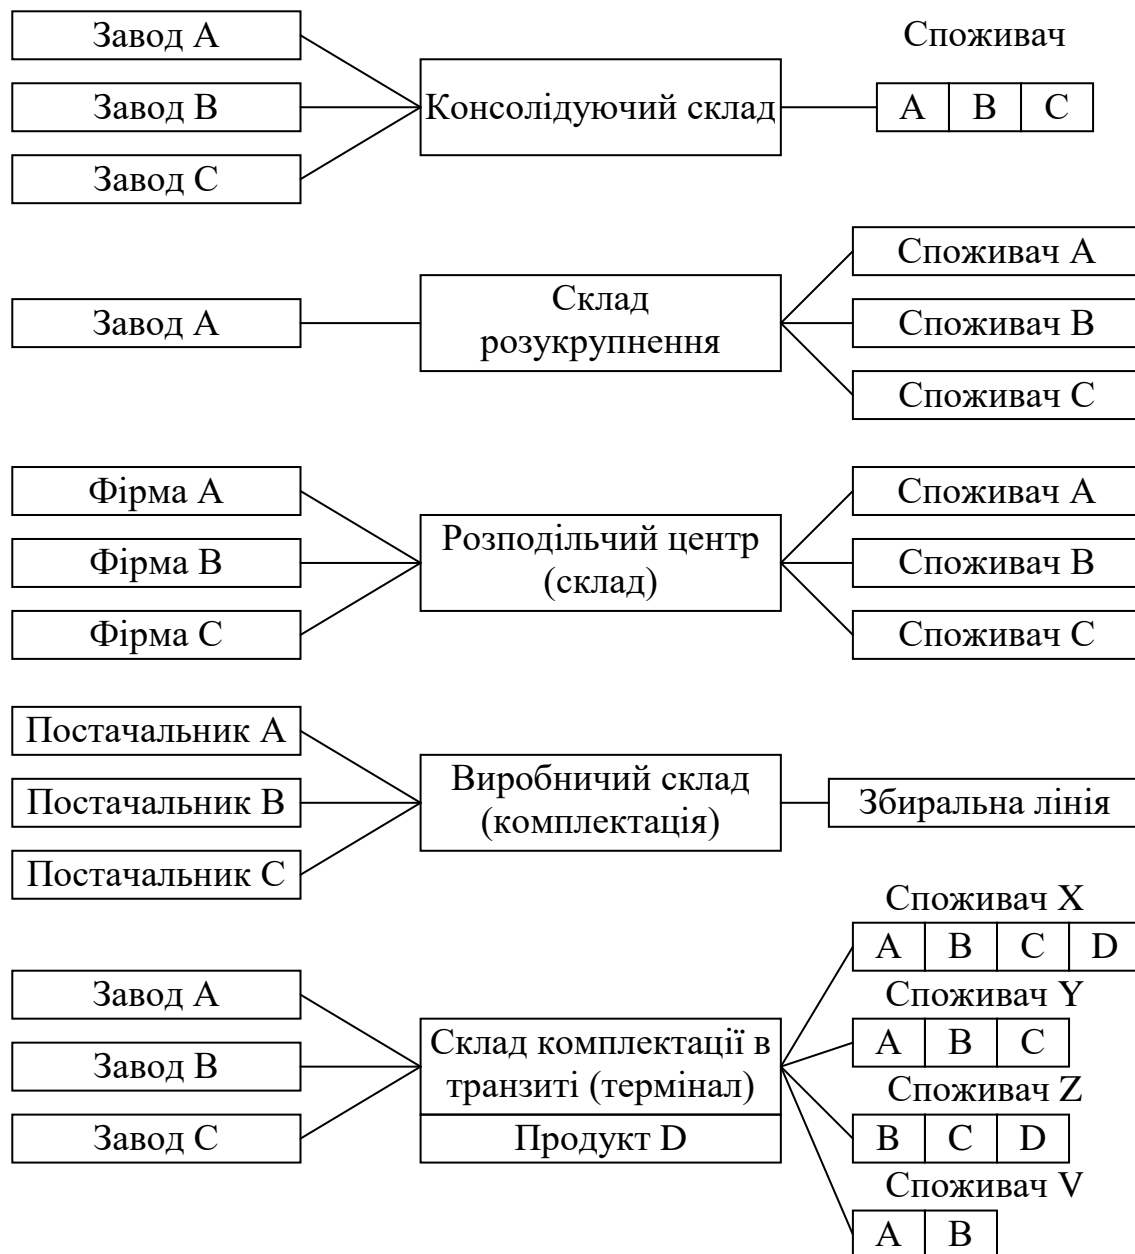 Завод А
Завод В
Завод С
Консолідуючий склад
Споживач
А В С
Завод А
Склад
розукрупнення
Споживач А
Споживач В
Споживач С
Фірма А
Фірма В
Фірма С
Розподільчий центр
(склад)
Споживач А
Споживач В
Споживач С
Постачальник А
Постачальник В
Постачальник С
Виробничий склад
(комплектація)
Збиральна лінія
Завод А
Завод В
Завод С
Склад комплектації в
транзиті (термінал)
Продукт D
Споживач X
А В С D
Споживач Y
А В С
Споживач Z
В С D
Споживач V
А В